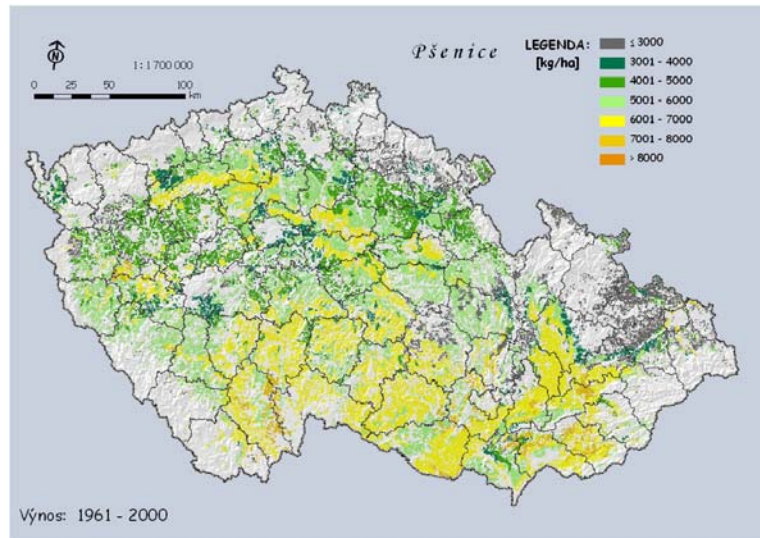 Pšenice
LEGENDA:
[kg/ha]
≤ 3000
3001 - 4000
4001 - 5000
5001 - 6000
6001 - 7000
7001 - 8000
> 8000
N
1:1 700 000
0 50 100
km
Výnos: 1961 - 2000